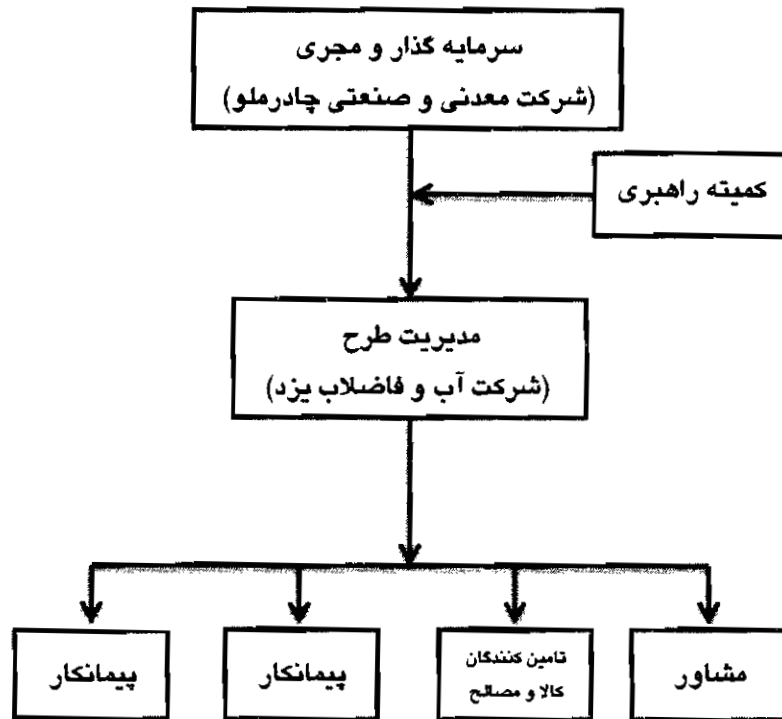 سرمایه گذار و مجری
(شرکت معدنی و صنعتی چادرملو)
کمیته راهبری
مدیریت طرح
(شرکت آب و فاضلاب یزد)
مشاور
تامین کنندگان
کالا و مصالح
پیمانکار
پیمانکار